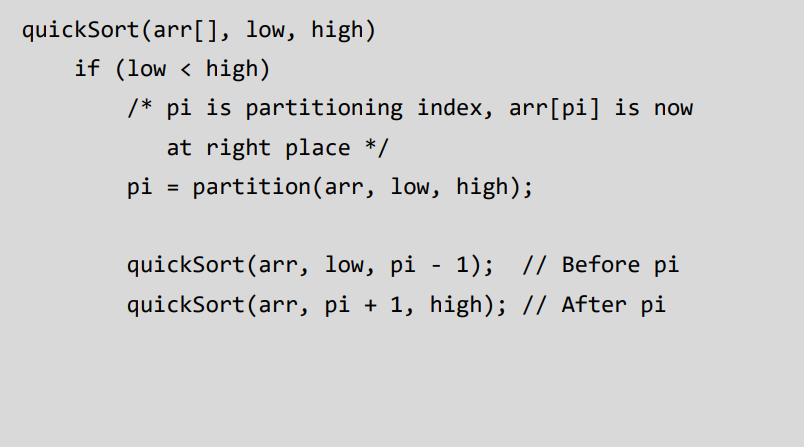 quickSort(arr[], low, high)
if (low < high)
/* pi is partitioning index, arr[pi] is now
at right place */
pi = partition(arr, low, high);
quickSort(arr, low, pi - 1);  // Before pi
quickSort(arr, pi + 1, high); // After pi